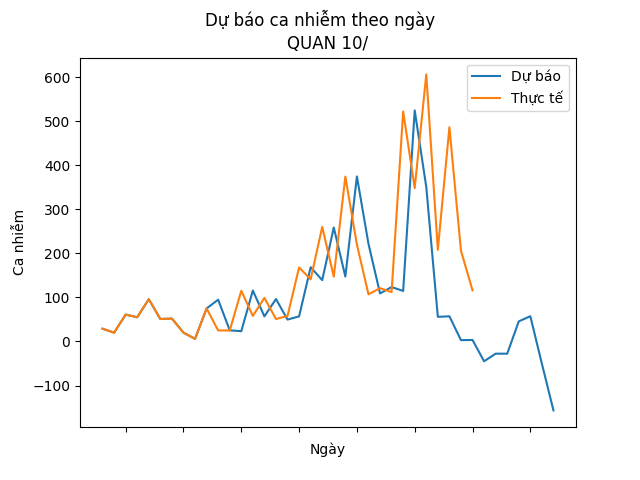 Dự báo ca nhiễm theo ngày
QUAN 10/
Dự báo
Thực tế
Ca nhiễm
600
500
400
300
200
100
0
−100
Ngày